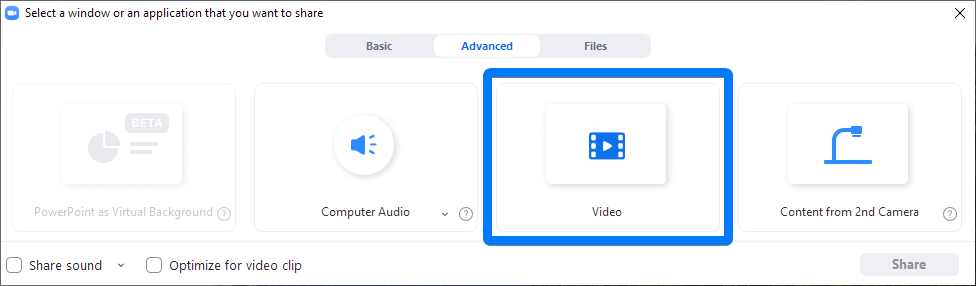 Select a window or an application that you want to share
Basic
Advanced
Files
BETA
PowerPoint as Virtual Background ?
Computer Audio ?
Video
Content from 2nd Camera ?
Share sound
Optimize for video clip
Share